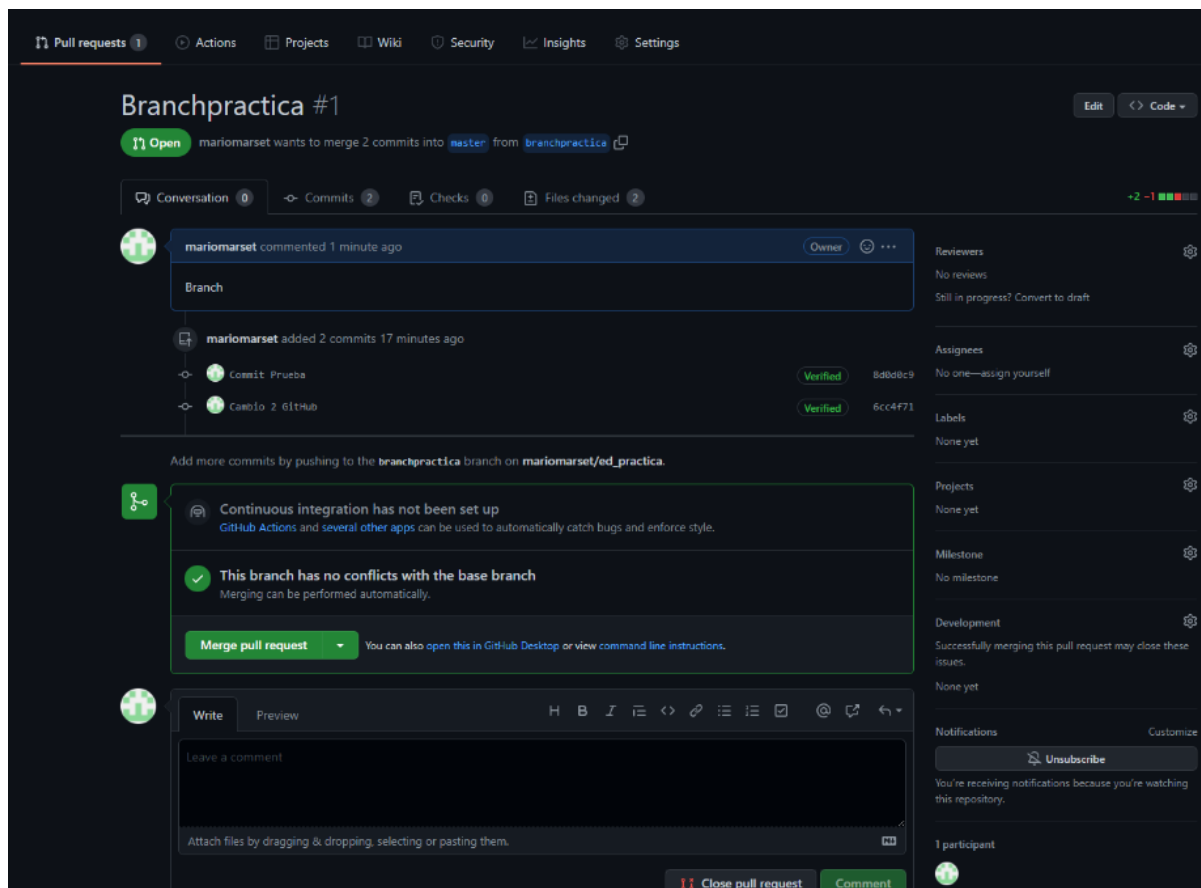 Pull requests 1 Actions Projects Wiki Security Insights Settings
Branchpractica #1
Edit <> Code
Open mariomarset wants to merge 2 commits into master from branchpractica
Conversation 0 Commits 2 Checks 0 Files changed 2
+2 −1
mariomarset commented 1 minute ago Owner
Branch
mariomarset added 2 commits 17 minutes ago
Commit Prueba Verified 8d0d0c9
Cambio 2 GitHub Verified 6cc4f71
Add more commits by pushing to the branchpractica branch on mariomarset/ed_practica.
Continuous integration has not been set up
GitHub Actions and several other apps can be used to automatically catch bugs and enforce style.
This branch has no conflicts with the base branch
Merging can be performed automatically.
Merge pull request You can also open this in GitHub Desktop or view command line instructions.
Write Preview H B I
Leave a comment
Attach files by dragging & dropping, selecting or pasting them.
Close pull request Comment
Reviewers
No reviews
Still in progress? Convert to draft
Assignees
No one—assign yourself
Labels
None yet
Projects
None yet
Milestone
No milestone
Development
Successfully merging this pull request may close these
issues.
None yet
Notifications Customize
Unsubscribe
You're receiving notifications because you're watching
this repository.
1 participant